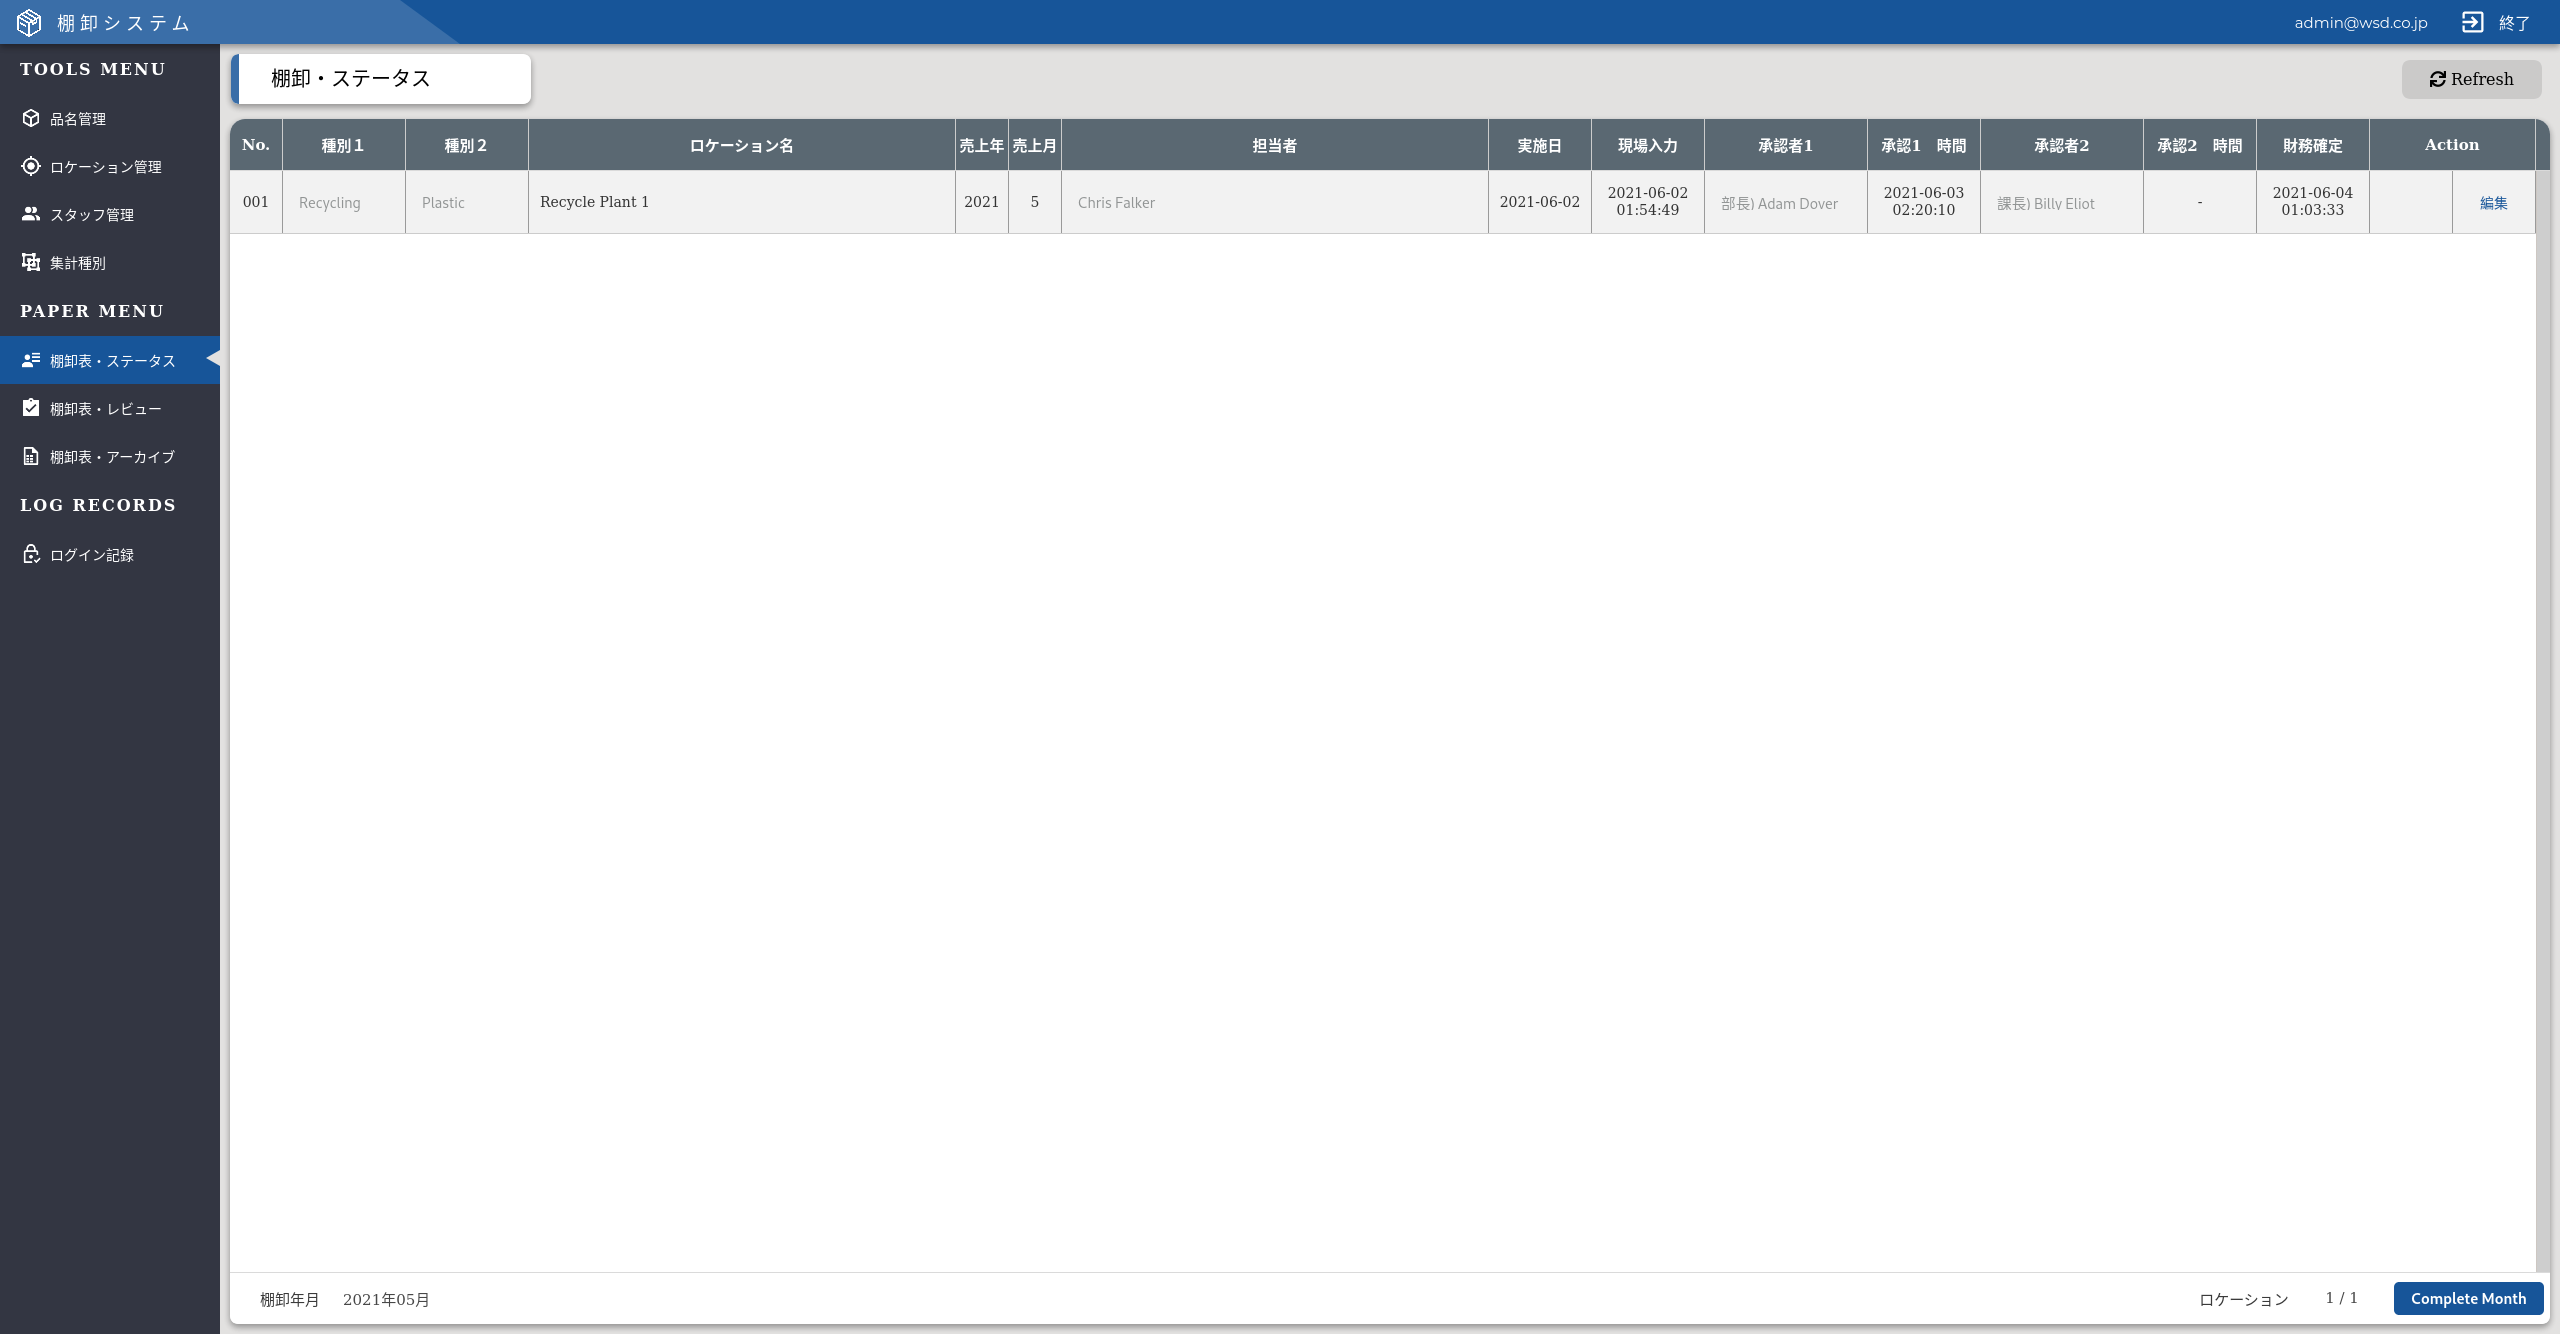 棚卸システム
admin@wsd.co.jp
終了
TOOLS MENU
品名管理
ロケーション管理
スタッフ管理
集計種別
PAPER MENU
棚卸表・ステータス
棚卸表・レビュー
棚卸表・アーカイブ
LOG RECORDS
ログイン記録
棚卸・ステータス
Refresh
No. 種別１ 種別２ ロケーション名 売上年 売上月 担当者 実施日 現場入力 承認者1 承認1　時間 承認者2 承認2　時間 財務確定 Action
001 Recycling Plastic Recycle Plant 1 2021 5 Chris Falker 2021-06-02 2021-06-02 01:54:49 部長) Adam Dover 2021-06-03 02:20:10 課長) Billy Eliot - 2021-06-04 01:03:33 編集
棚卸年月 2021年05月
ロケーション 1 / 1 Complete Month